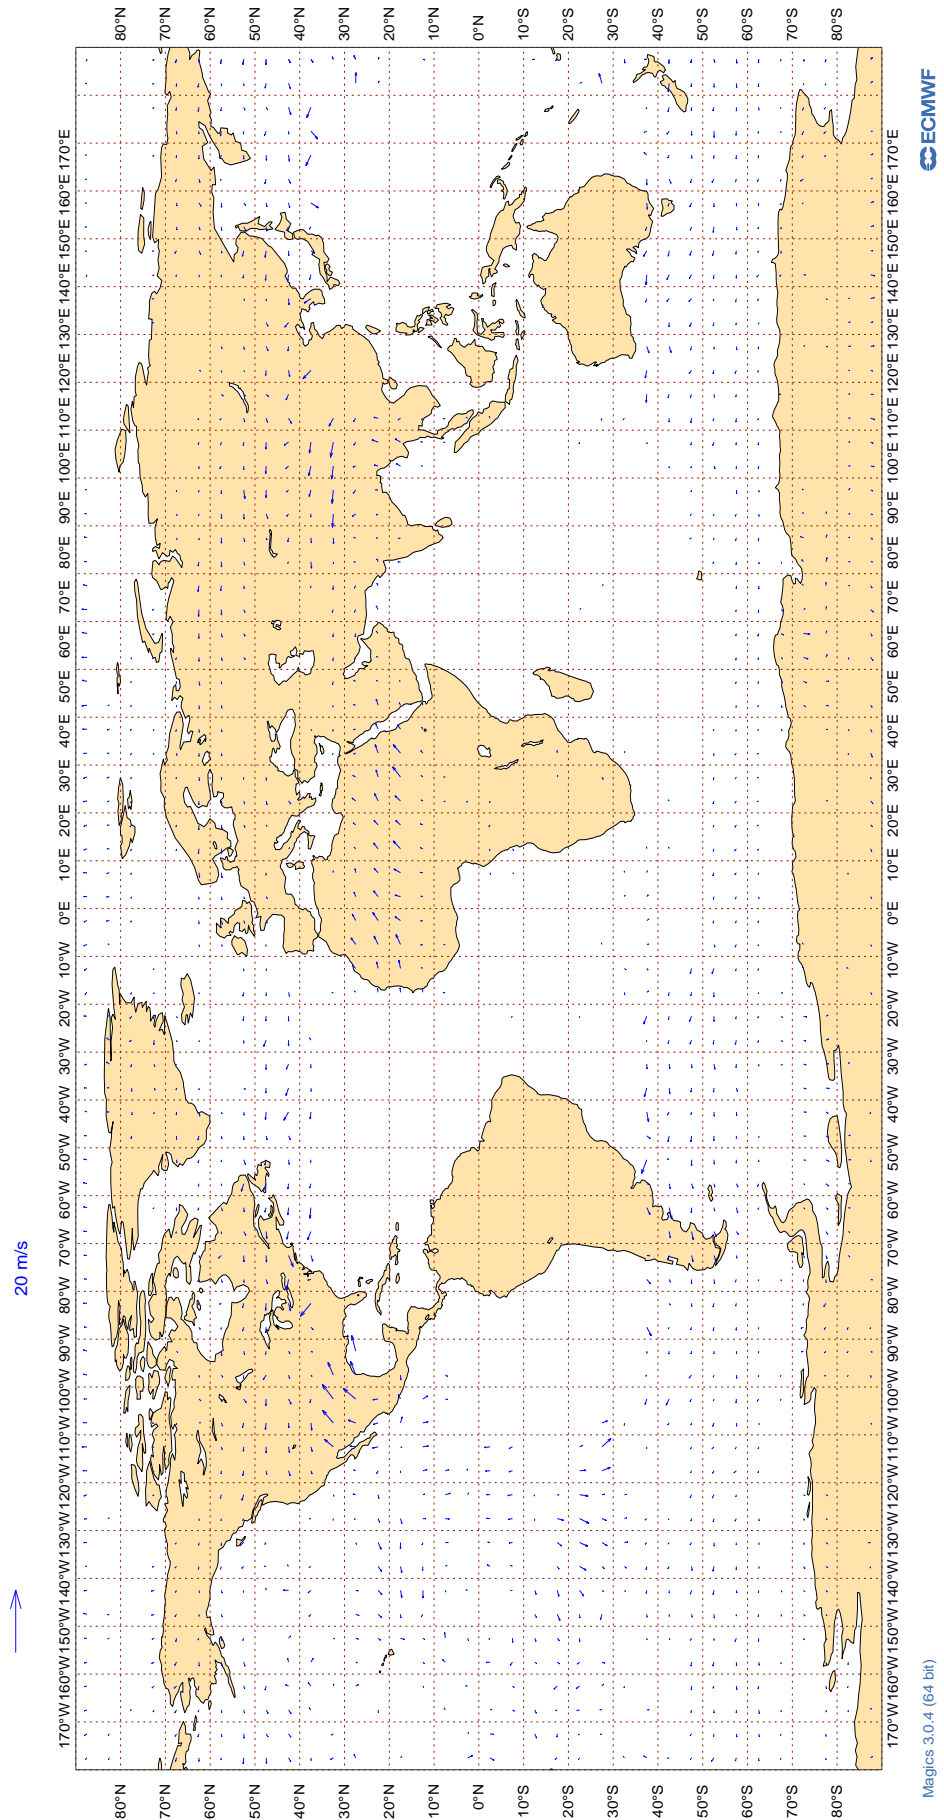 20 m/s
170°W 160°W 150°W 140°W 130°W 120°W 110°W 100°W 90°W 80°W 70°W 60°W 50°W 40°W 30°W 20°W 10°W 0°E 10°E 20°E 30°E 40°E 50°E 60°E 70°E 80°E 90°E 100°E 110°E 120°E 130°E 140°E 150°E 160°E 170°E
80°N 80°N
70°N 70°N
60°N 60°N
50°N 50°N
40°N 40°N
30°N 30°N
20°N 20°N
10°N 10°N
0°N 0°N
10°S 10°S
20°S 20°S
30°S 30°S
40°S 40°S
50°S 50°S
60°S 60°S
70°S 70°S
80°S 80°S
170°W 160°W 150°W 140°W 130°W 120°W 110°W 100°W 90°W 80°W 70°W 60°W 50°W 40°W 30°W 20°W 10°W 0°E 10°E 20°E 30°E 40°E 50°E 60°E 70°E 80°E 90°E 100°E 110°E 120°E 130°E 140°E 150°E 160°E 170°E
Magics 3.0.4 (64 bit)
ECMWF